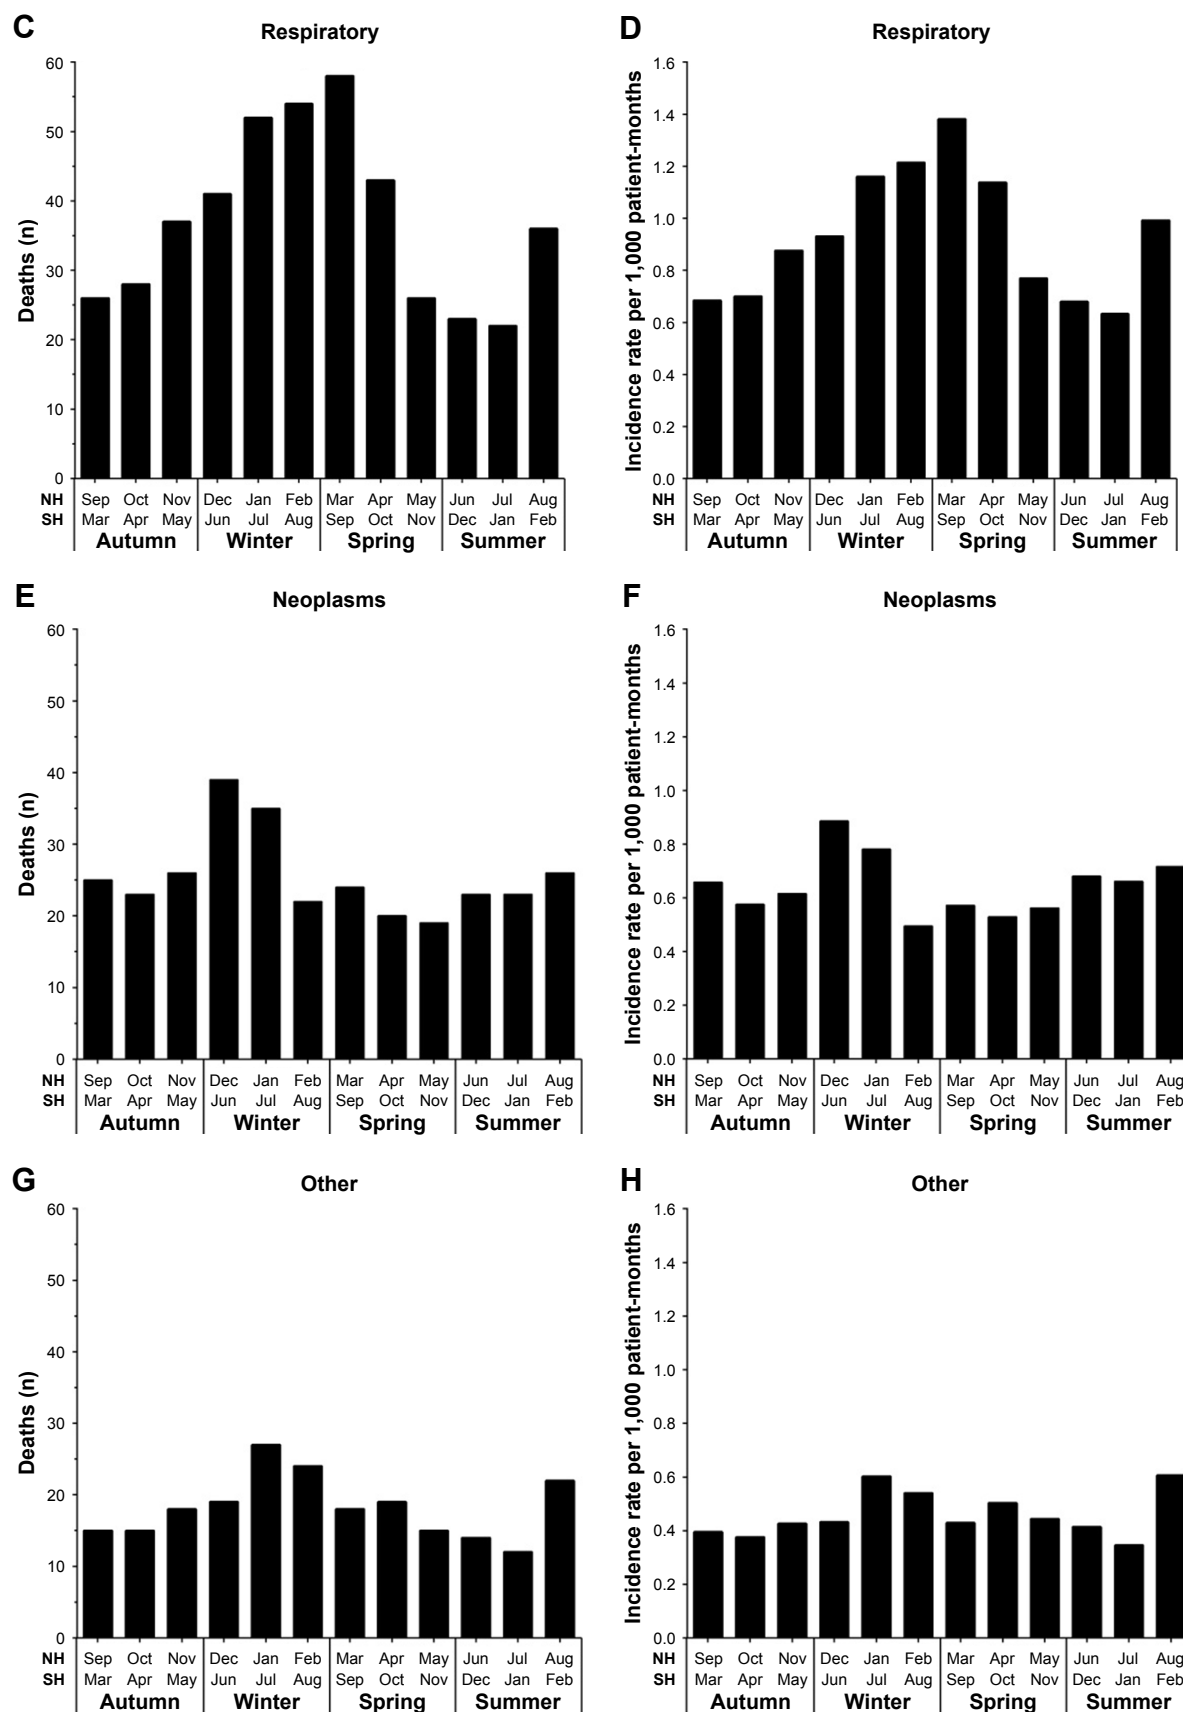 C
Respiratory
Deaths (n)
60
50
40
30
20
10
0
NH Sep Oct Nov Dec Jan Feb Mar Apr May Jun Jul Aug
SH Mar Apr May Jun Jul Aug Sep Oct Nov Dec Jan Feb
Autumn Winter Spring Summer
D
Respiratory
Incidence rate per 1,000 patient-months
1.6
1.4
1.2
1.0
0.8
0.6
0.4
0.2
0.0
NH Sep Oct Nov Dec Jan Feb Mar Apr May Jun Jul Aug
SH Mar Apr May Jun Jul Aug Sep Oct Nov Dec Jan Feb
Autumn Winter Spring Summer
E
Neoplasms
Deaths (n)
60
50
40
30
20
10
0
NH Sep Oct Nov Dec Jan Feb Mar Apr May Jun Jul Aug
SH Mar Apr May Jun Jul Aug Sep Oct Nov Dec Jan Feb
Autumn Winter Spring Summer
F
Neoplasms
Incidence rate per 1,000 patient-months
1.6
1.4
1.2
1.0
0.8
0.6
0.4
0.2
0.0
NH Sep Oct Nov Dec Jan Feb Mar Apr May Jun Jul Aug
SH Mar Apr May Jun Jul Aug Sep Oct Nov Dec Jan Feb
Autumn Winter Spring Summer
G
Other
Deaths (n)
60
50
40
30
20
10
0
NH Sep Oct Nov Dec Jan Feb Mar Apr May Jun Jul Aug
SH Mar Apr May Jun Jul Aug Sep Oct Nov Dec Jan Feb
Autumn Winter Spring Summer
H
Other
Incidence rate per 1,000 patient-months
1.6
1.4
1.2
1.0
0.8
0.6
0.4
0.2
0.0
NH Sep Oct Nov Dec Jan Feb Mar Apr May Jun Jul Aug
SH Mar Apr May Jun Jul Aug Sep Oct Nov Dec Jan Feb
Autumn Winter Spring Summer